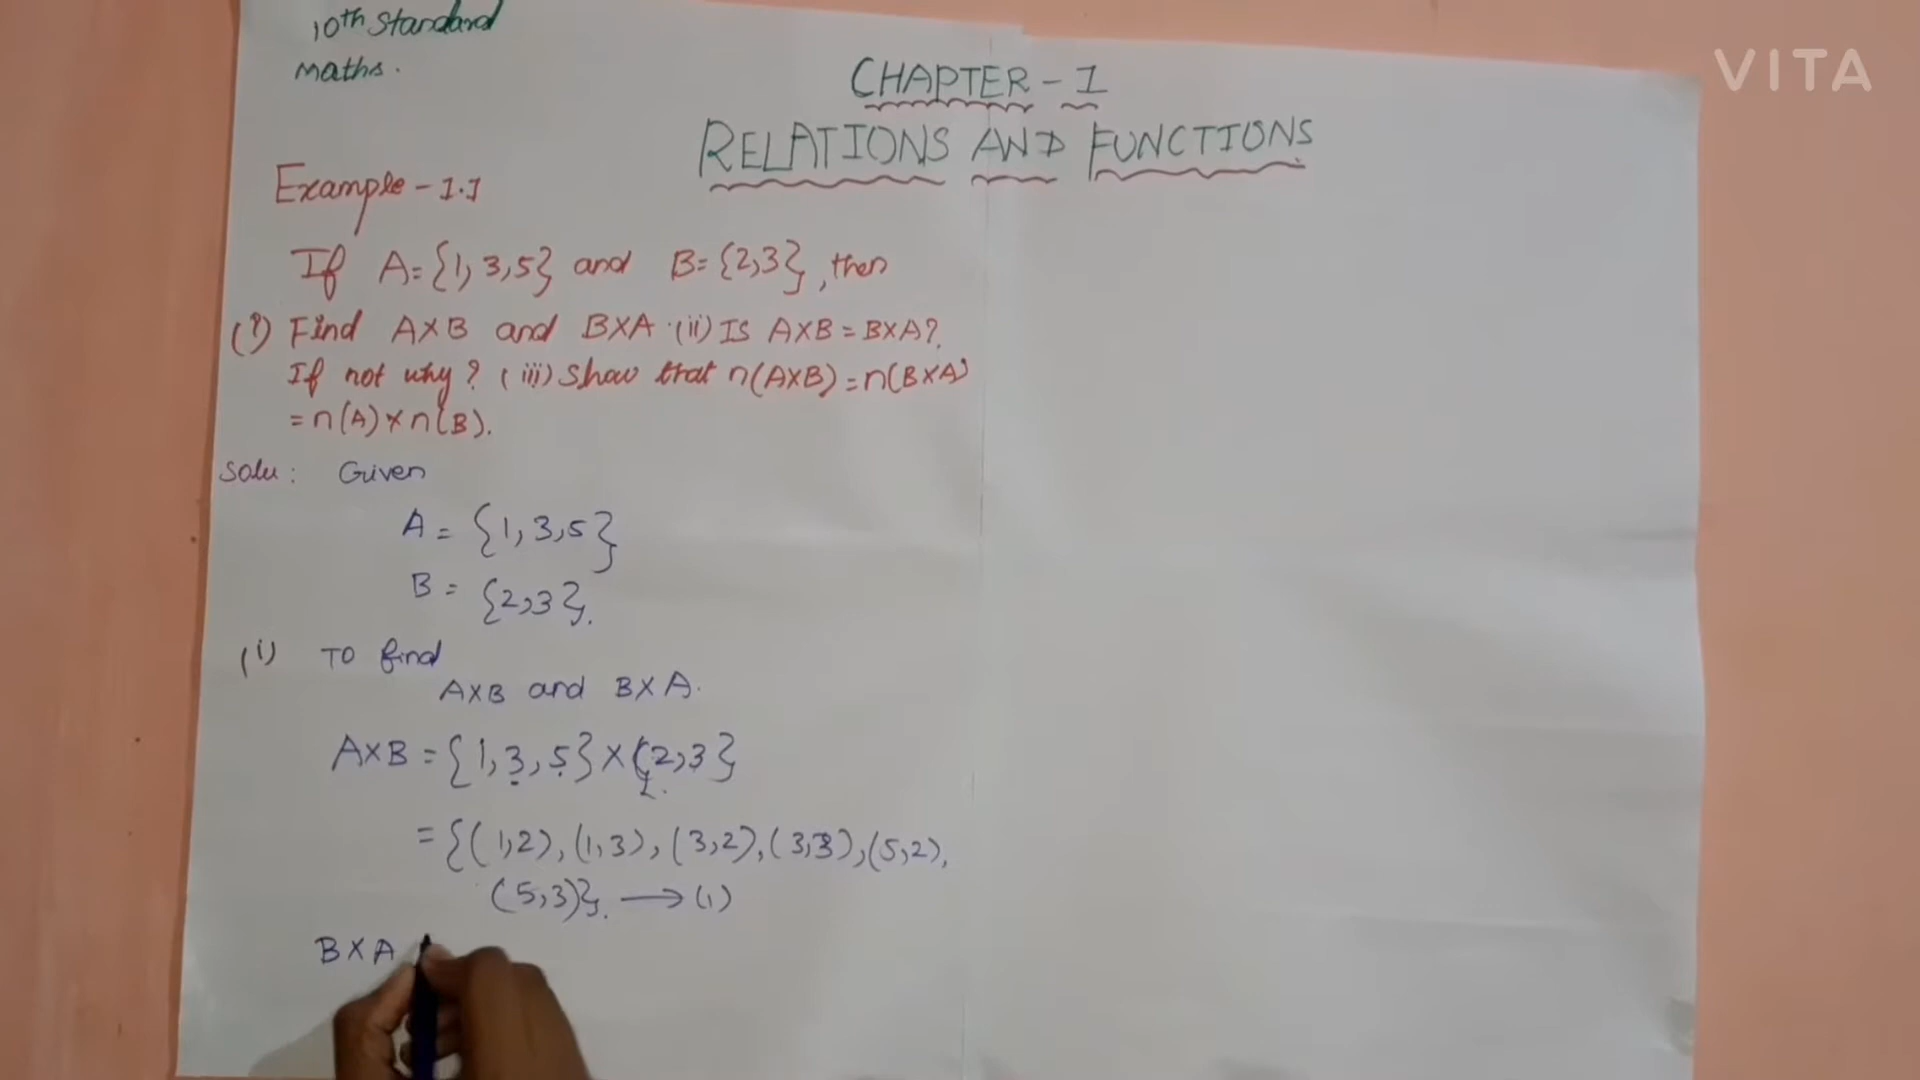 10th Standard
Maths.
VITA
CHAPTER - I
RELATIONS AND FUNCTIONS
Example - 1.1
If A = {1, 3, 5} and B = {2, 3}, then
(i) Find A×B and B×A. (ii) IS A×B = B×A?
If not why? (iii) Show that n(A×B) = n(B×A)
= n(A) × n(B).
Solu: Given
A = {1, 3, 5}
B = {2, 3}.
(i) To find
A×B and B×A.
A×B = {1, 3, 5} × {2, 3}
= {(1,2), (1,3), (3,2), (3,3), (5,2),
(5,3)}. → (1)
B×A